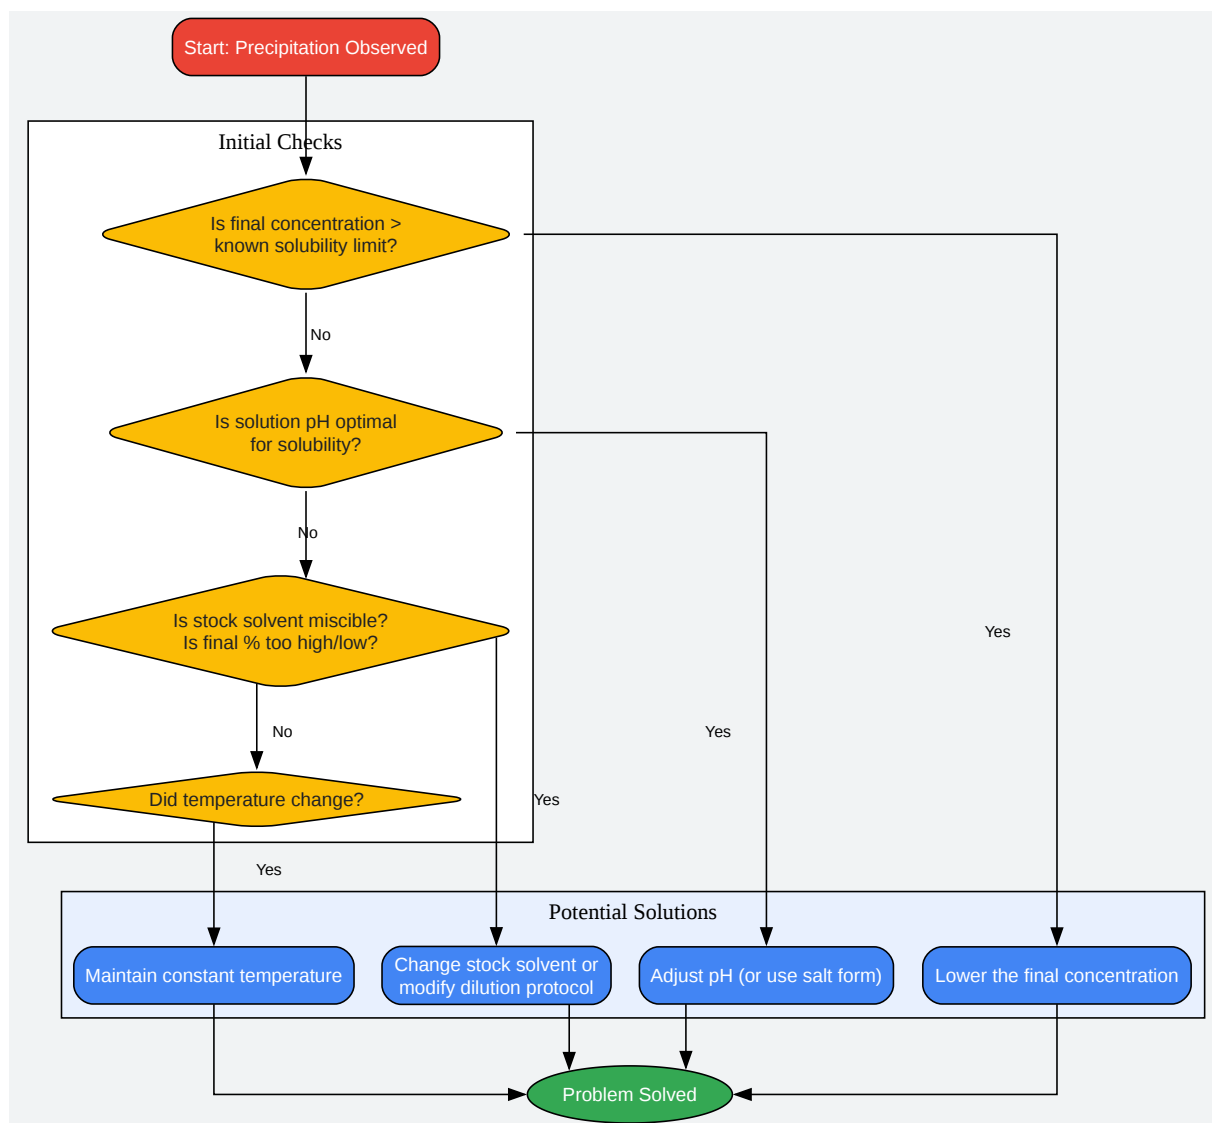 Start: Precipitation Observed
Initial Checks
Is final concentration >
known solubility limit?
No
Is solution pH optimal
for solubility?
No
Is stock solvent miscible?
Is final % too high/low?
Yes
No
Yes
Did temperature change?
Yes
Yes
Potential Solutions
Maintain constant temperature
Change stock solvent or
modify dilution protocol
Adjust pH (or use salt form)
Lower the final concentration
Problem Solved